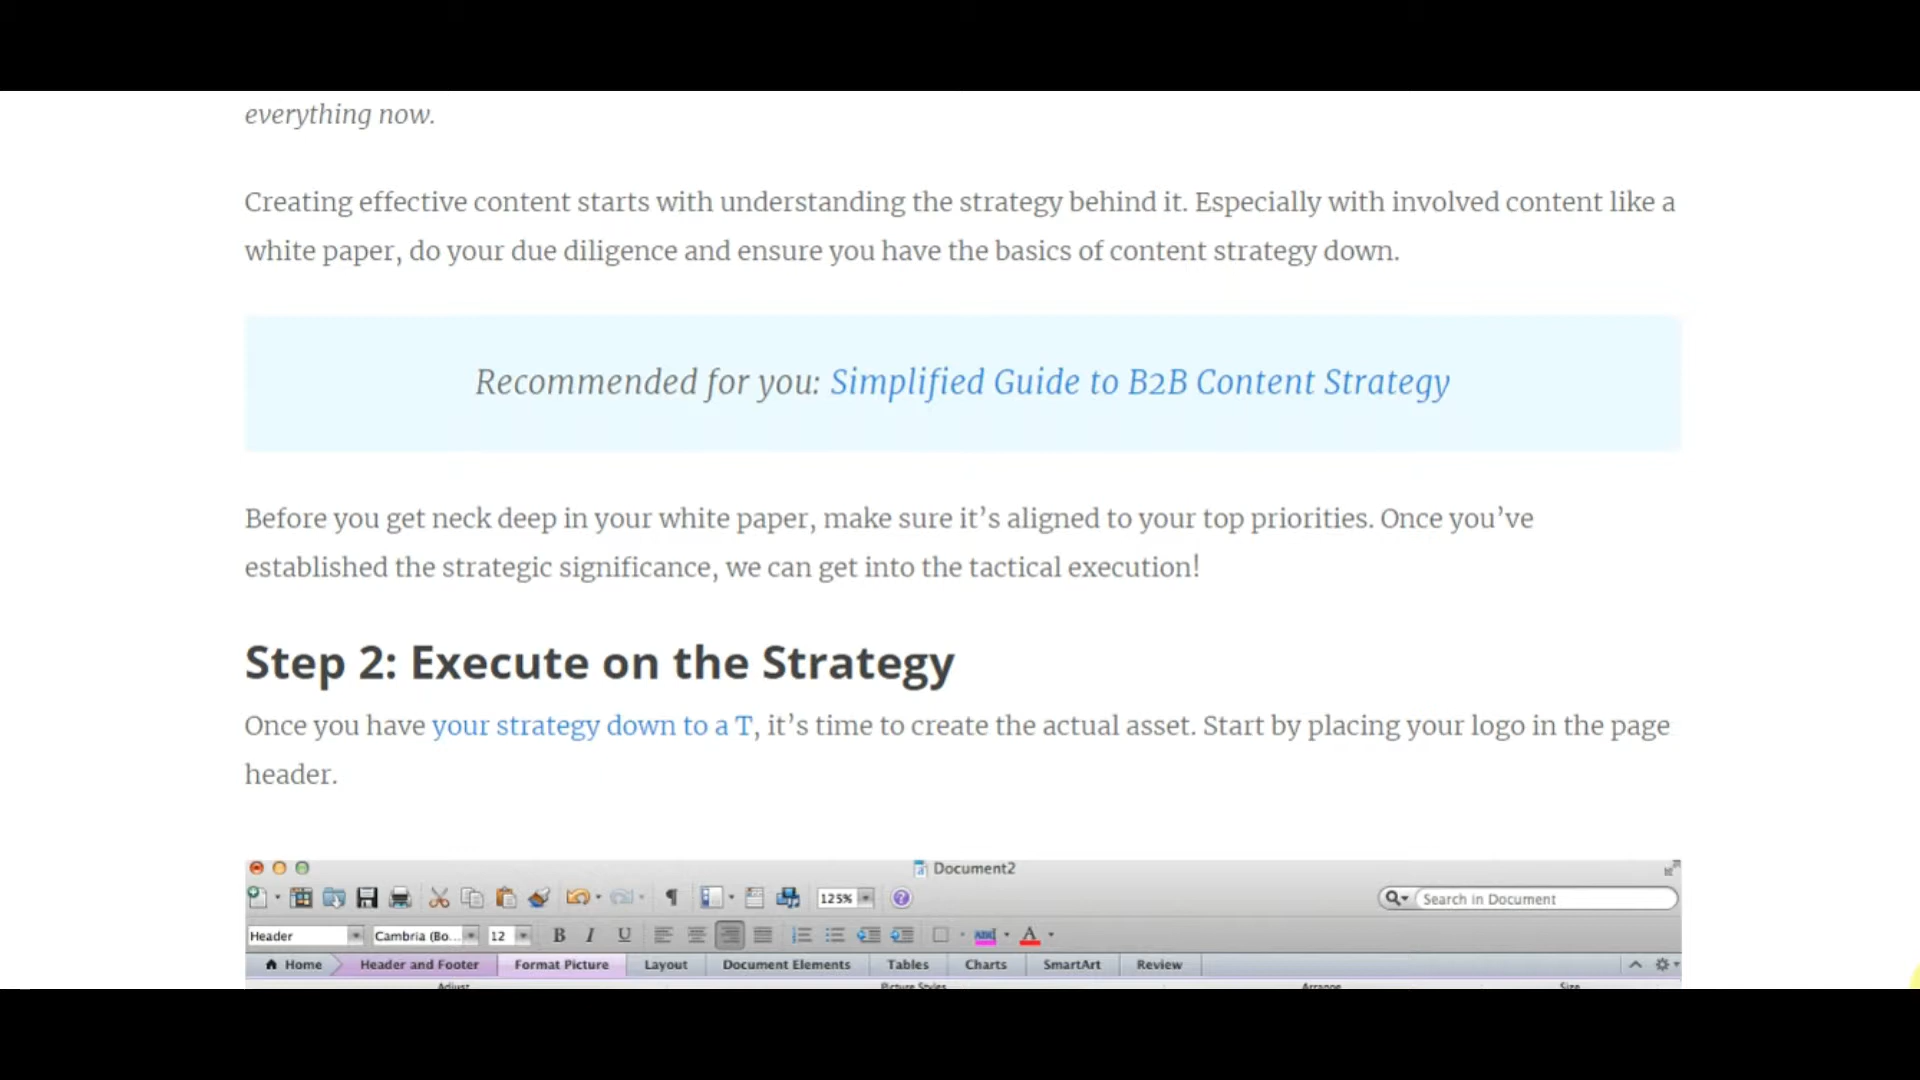 everything now.
Creating effective content starts with understanding the strategy behind it. Especially with involved content like a
white paper, do your due diligence and ensure you have the basics of content strategy down.
Recommended for you: Simplified Guide to B2B Content Strategy
Before you get neck deep in your white paper, make sure it’s aligned to your top priorities. Once you’ve
established the strategic significance, we can get into the tactical execution!
Step 2: Execute on the Strategy
Once you have your strategy down to a T, it’s time to create the actual asset. Start by placing your logo in the page
header.
Document2
125% Search in Document
Header Cambria (Bo... 12 B I U ABC A
Home Header and Footer Format Picture Layout Document Elements Tables Charts SmartArt Review
Adjust Picture Styles Arrange Size